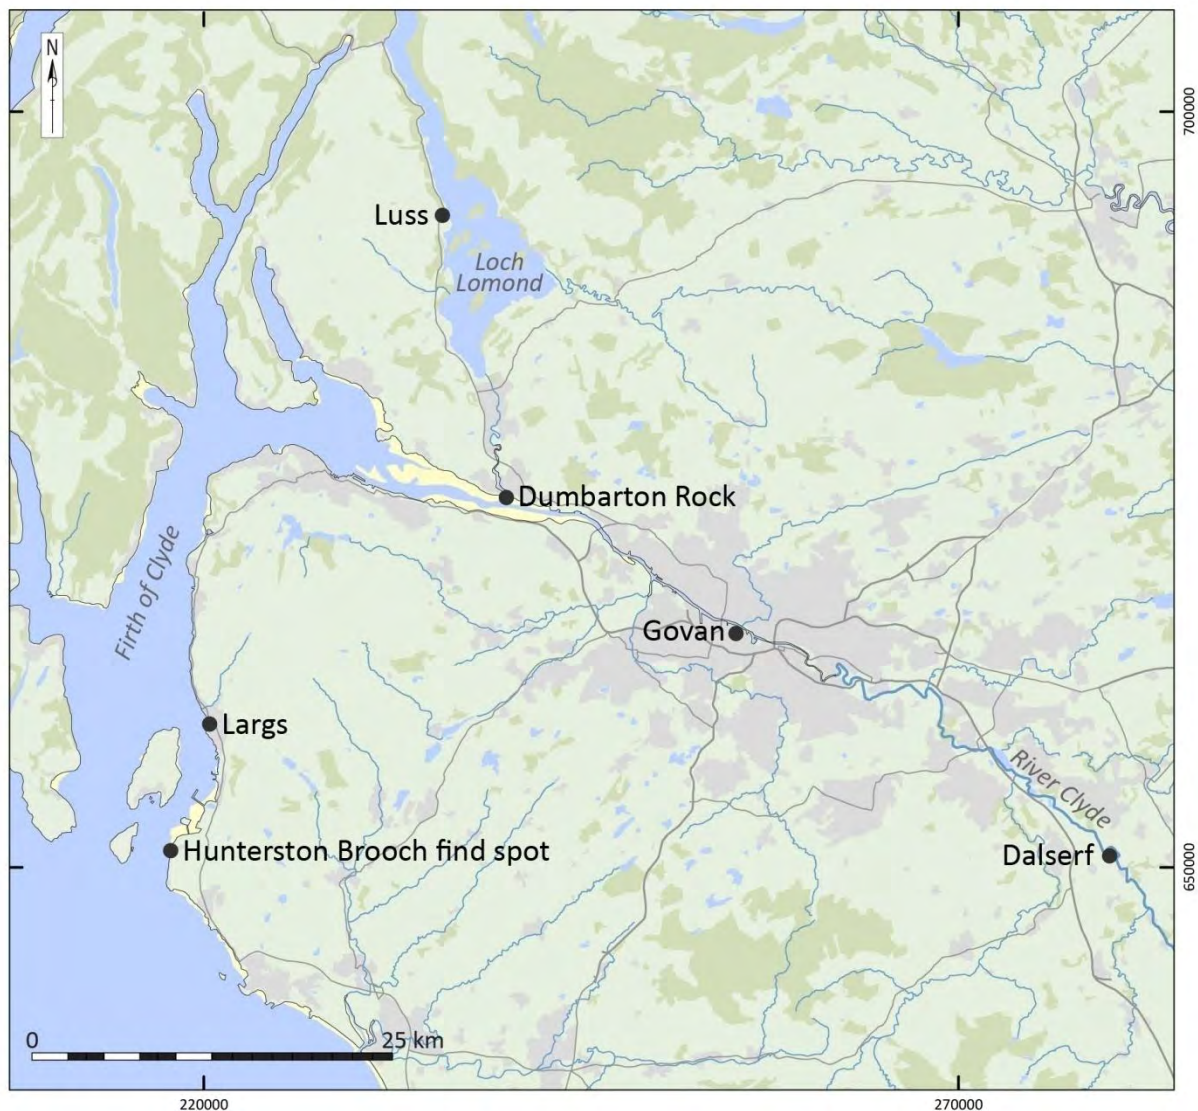 N
700000
Luss
Loch
Lomond
Dumbarton Rock
Firth of Clyde
Govan
Largs
River Clyde
Hunterston Brooch find spot
Dalserf
650000
0 25 km
220000 270000